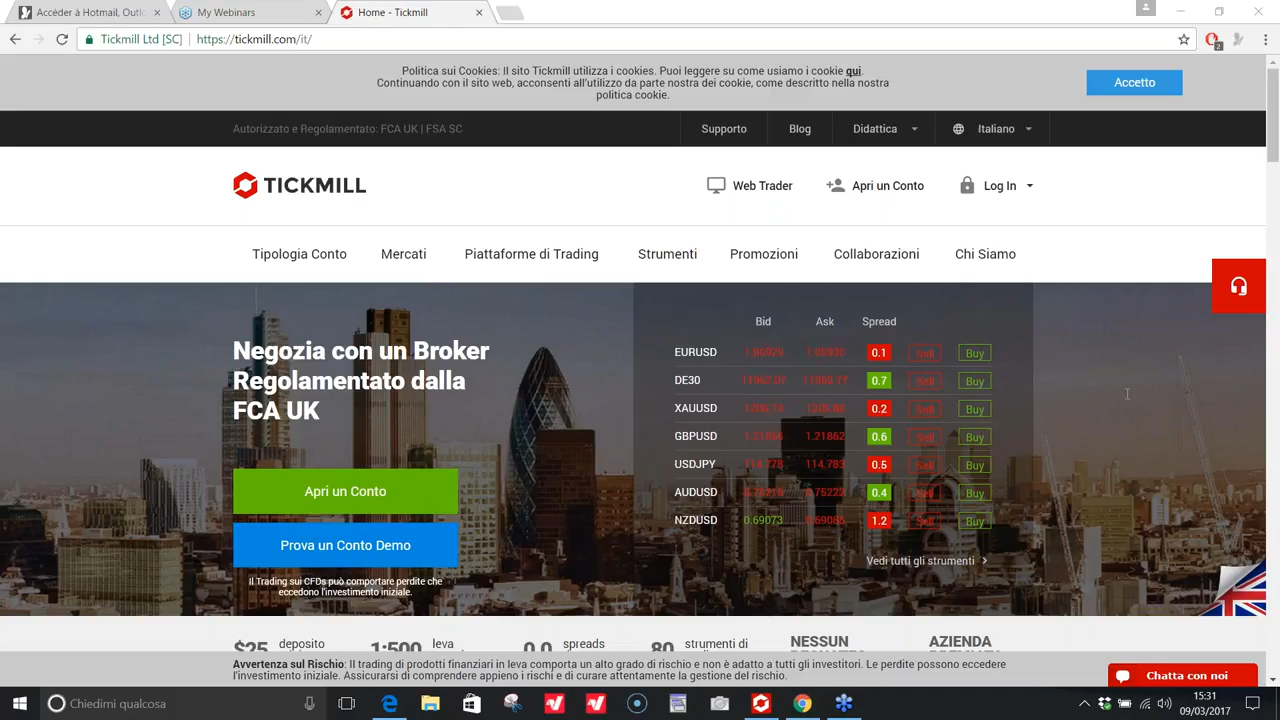 Accéder à Hotmail, Outlo
My Webinars
Home - Tickmill
Tickmill Ltd [SC]
https://tickmill.com/it/
Politica sui Cookies: Il sito Tickmill utilizza i cookies. Puoi leggere su come usiamo i cookie qui.
Continuando con il sito web, acconsenti all'utilizzo da parte nostra dei cookie, come descritto nella nostra
politica cookie.
Accetto
Autorizzato e Regolamentato: FCA UK | FSA SC
Supporto
Blog
Didattica
Italiano
TICKMILL
Web Trader
Apri un Conto
Log In
Tipologia Conto
Mercati
Piattaforme di Trading
Strumenti
Promozioni
Collaborazioni
Chi Siamo
Negozia con un Broker
Regolamentato dalla
FCA UK
Apri un Conto
Prova un Conto Demo
Il Trading sui CFDs può comportare perdite che
eccedono l'investimento iniziale.
Bid Ask Spread
EURUSD 0.1 Sell Buy
DE30 0.7 Sell Buy
XAUUSD 0.2 Sell Buy
GBPUSD 1.21862 0.6 Sell Buy
USDJPY 114.778 114.783 0.5 Sell Buy
AUDUSD 0.75222 0.4 Sell Buy
NZDUSD 0.69073 0.69085 1.2 Sell Buy
Vedi tutti gli strumenti
$25 deposito
1:500 leva
0.0 spreads
80 strumenti di
NESSUN
AZIENDA
Avvertenza sul Rischio: Il trading di prodotti finanziari in leva comporta un alto grado di rischio e non è adatto a tutti gli investitori. Le perdite possono eccedere
l'investimento iniziale. Assicurarsi di comprendere appieno i rischi e di curare attentamente la gestione del rischio.
Chatta con noi
Chiedimi qualcosa
15:31
09/03/2017